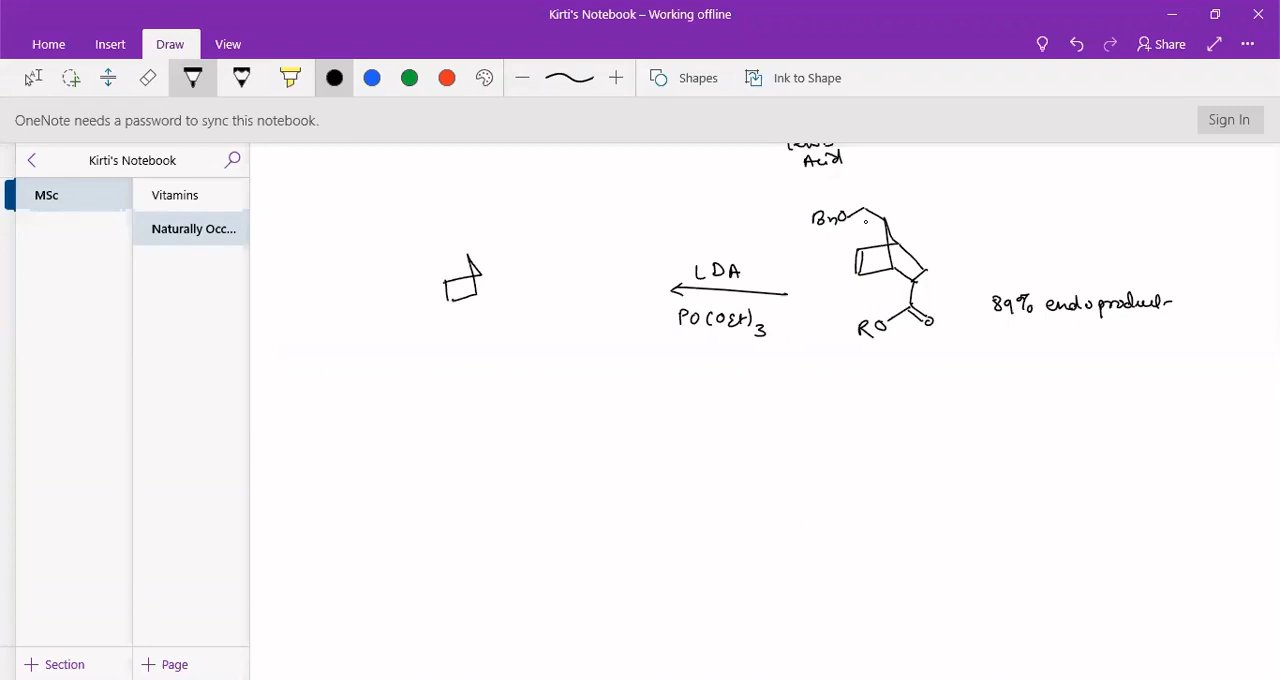 Kirti's Notebook – Working offline
Home Insert Draw View
Share
Shapes Ink to Shape
OneNote needs a password to sync this notebook.
Sign In
Kirti's Notebook
MSc
Vitamins
Naturally Occ...
Acid
BnO
LDA
PO(OEt)3
RO O
89% endo product
Section
Page